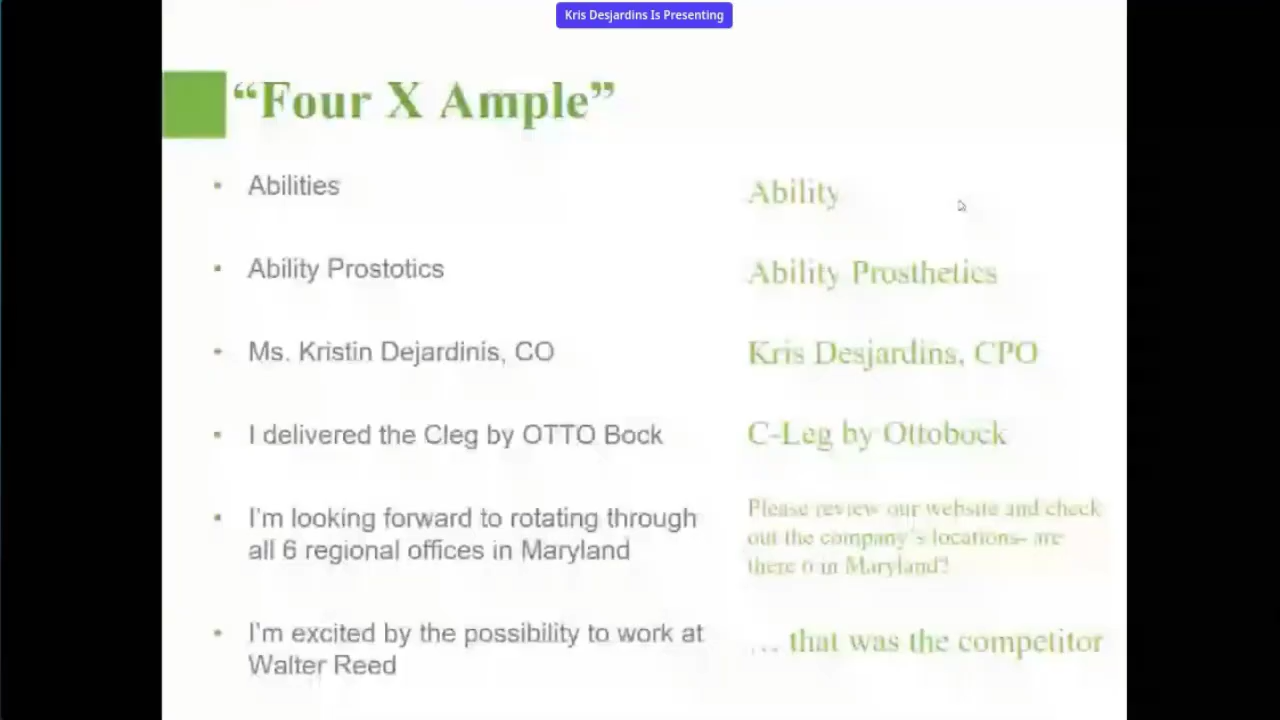 Kris Desjardins Is Presenting
“Four X Ample”
• Abilities
Ability
• Ability Prostotics
Ability Prosthetics
• Ms. Kristin Dejardinis, CO
Kris Desjardins, CPO
• I delivered the Cleg by OTTO Bock
C-Leg by Ottobock
• I'm looking forward to rotating through
all 6 regional offices in Maryland
Please review our website and check
out the company's locations- are
there 6 in Maryland?
• I'm excited by the possibility to work at
Walter Reed
… that was the competitor